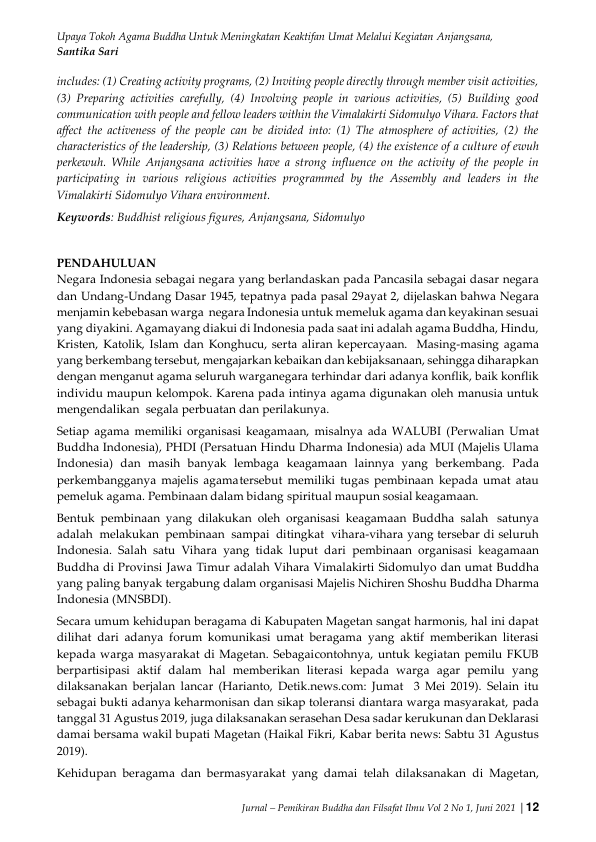 Upaya Tokoh Agama Buddha Untuk Meningkatan Keaktifan Umat Melalui Kegiatan Anjangsana,
Santika Sari
includes: (1) Creating activity programs, (2) Inviting people directly through member visit activities,
(3) Preparing activities carefully, (4) Involving people in various activities, (5) Building good
communication with people and fellow leaders within the Vimalakirti Sidomulyo Vihara. Factors that
affect the activeness of the people can be divided into: (1) The atmosphere of activities, (2) the
characteristics of the leadership, (3) Relations between people, (4) the existence of a culture of ewuh
perkewuh. While Anjangsana activities have a strong influence on the activity of the people in
participating in various religious activities programmed by the Assembly and leaders in the
Vimalakirti Sidomulyo Vihara environment.
Keywords: Buddhist religious figures, Anjangsana, Sidomulyo
PENDAHULUAN
Negara Indonesia sebagai negara yang berlandaskan pada Pancasila sebagai dasar negara
dan Undang-Undang Dasar 1945, tepatnya pada pasal 29ayat 2, dijelaskan bahwa Negara
menjamin kebebasan warga negara Indonesia untuk memeluk agama dan keyakinan sesuai
yang diyakini. Agamayang diakui di Indonesia pada saat ini adalah agama Buddha, Hindu,
Kristen, Katolik, Islam dan Konghucu, serta aliran kepercayaan. Masing-masing agama
yang berkembang tersebut, mengajarkan kebaikan dan kebijaksanaan, sehingga diharapkan
dengan menganut agama seluruh warganegara terhindar dari adanya konflik, baik konflik
individu maupun kelompok. Karena pada intinya agama digunakan oleh manusia untuk
mengendalikan segala perbuatan dan perilakunya.
Setiap agama memiliki organisasi keagamaan, misalnya ada WALUBI (Perwalian Umat
Buddha Indonesia), PHDI (Persatuan Hindu Dharma Indonesia) ada MUI (Majelis Ulama
Indonesia) dan masih banyak lembaga keagamaan lainnya yang berkembang. Pada
perkembangganya majelis agamatersebut memiliki tugas pembinaan kepada umat atau
pemeluk agama. Pembinaan dalam bidang spiritual maupun sosial keagamaan.
Bentuk pembinaan yang dilakukan oleh organisasi keagamaan Buddha salah satunya
adalah melakukan pembinaan sampai ditingkat vihara-vihara yang tersebar di seluruh
Indonesia. Salah satu Vihara yang tidak luput dari pembinaan organisasi keagamaan
Buddha di Provinsi Jawa Timur adalah Vihara Vimalakirti Sidomulyo dan umat Buddha
yang paling banyak tergabung dalam organisasi Majelis Nichiren Shoshu Buddha Dharma
Indonesia (MNSBDI).
Secara umum kehidupan beragama di Kabupaten Magetan sangat harmonis, hal ini dapat
dilihat dari adanya forum komunikasi umat beragama yang aktif memberikan literasi
kepada warga masyarakat di Magetan. Sebagaicontohnya, untuk kegiatan pemilu FKUB
berpartisipasi aktif dalam hal memberikan literasi kepada warga agar pemilu yang
dilaksanakan berjalan lancar (Harianto, Detik.news.com: Jumat 3 Mei 2019). Selain itu
sebagai bukti adanya keharmonisan dan sikap toleransi diantara warga masyarakat, pada
tanggal 31 Agustus 2019, juga dilaksanakan serasehan Desa sadar kerukunan dan Deklarasi
damai bersama wakil bupati Magetan (Haikal Fikri, Kabar berita news: Sabtu 31 Agustus
2019).
Kehidupan beragama dan bermasyarakat yang damai telah dilaksanakan di Magetan,
Jurnal – Pemikiran Buddha dan Filsafat Ilmu Vol 2 No 1, Juni 2021 | 12